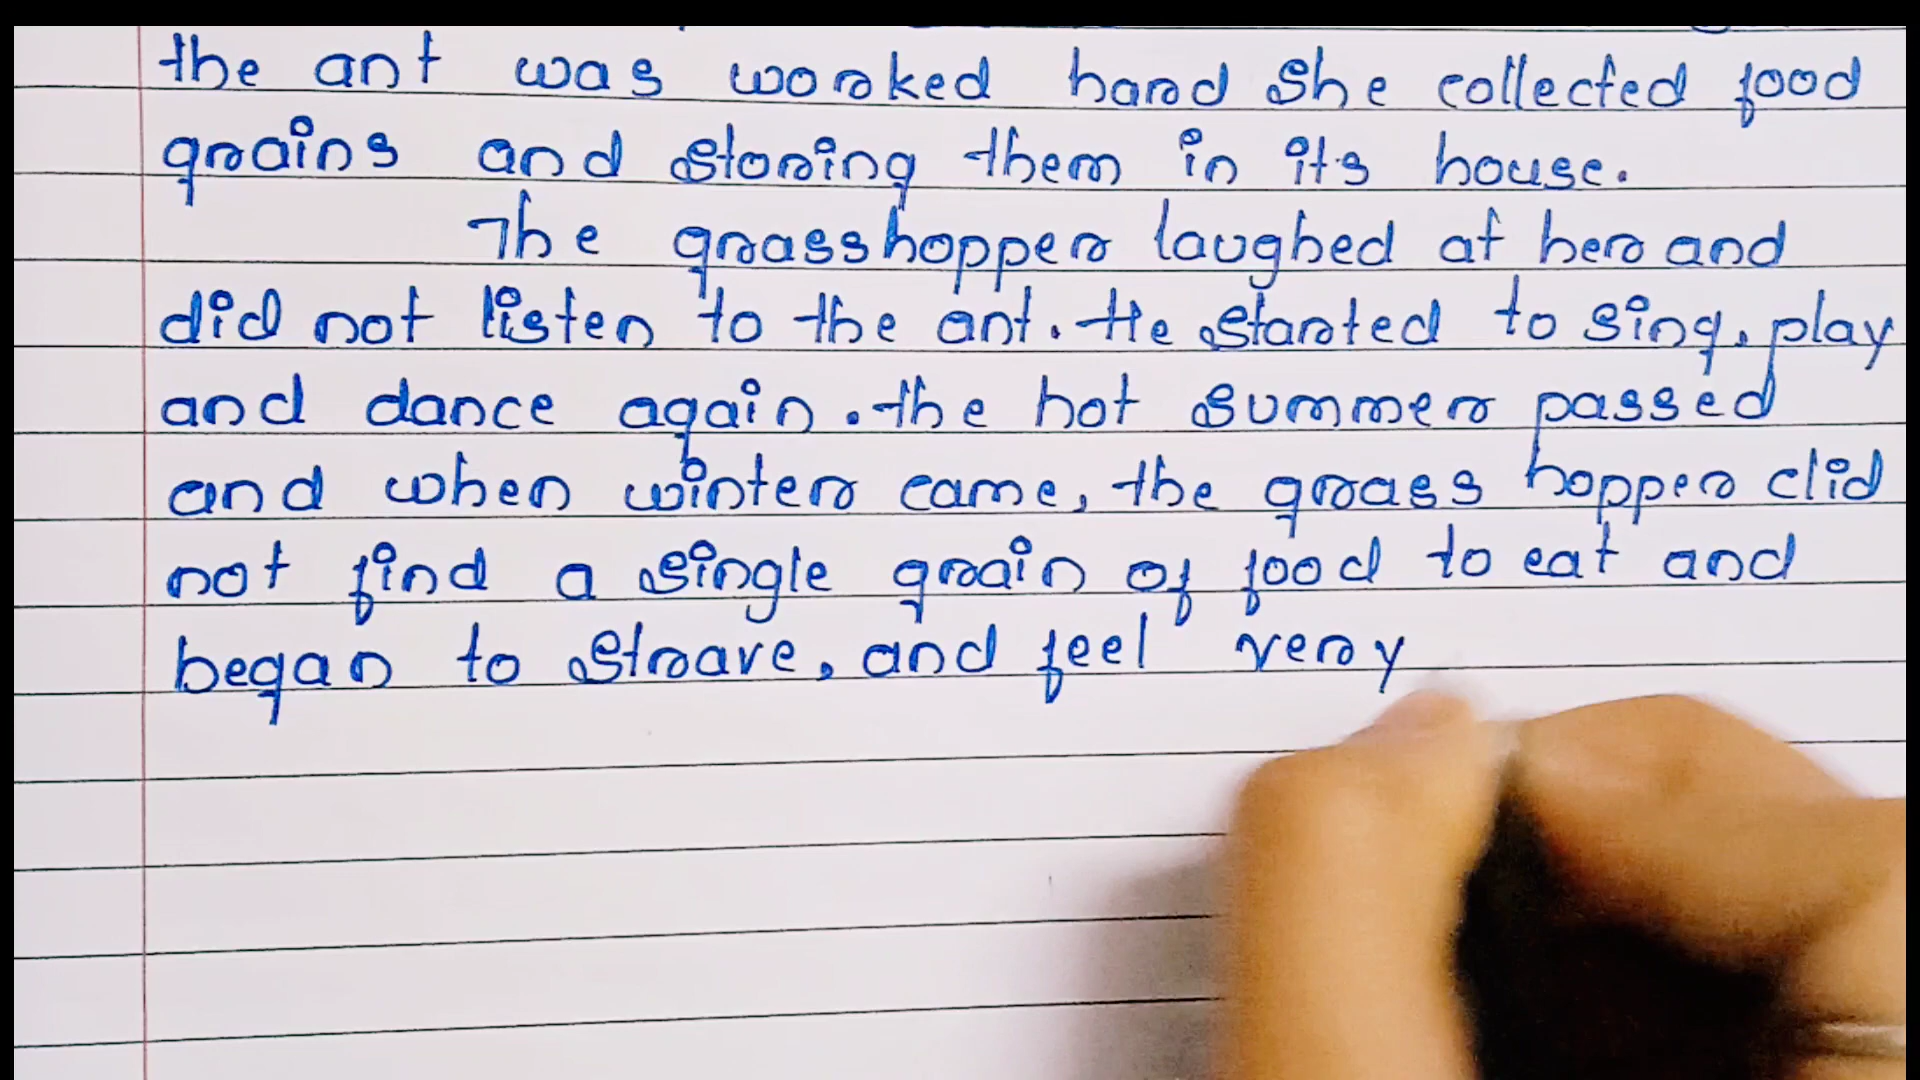 the ant was worked hard She collected food
grains and storing them in its house.
The grasshopper laughed at her and
did not listen to the ant. He started to sing, play
and dance again. the hot summer passed
and when winter came, the grass hopper did
not find a single grain of food to eat and
began to strave, and feel very